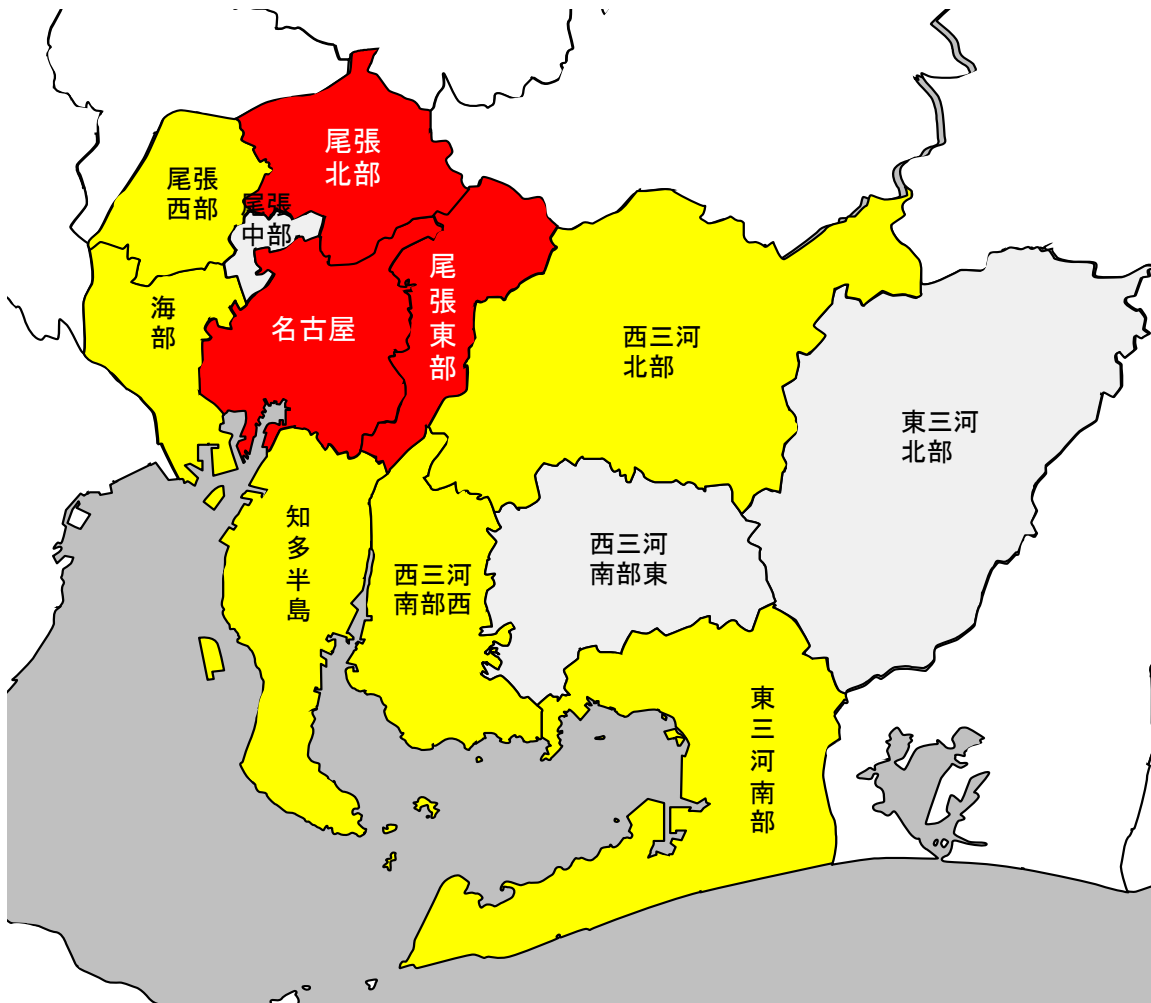 尾張
北部
尾張
西部
尾張
中部
海
部
名古屋
尾
張
東
部
西三河
北部
東三河
北部
知
多
半
島
西三河
南部西
西三河
南部東
東
三
河
南
部